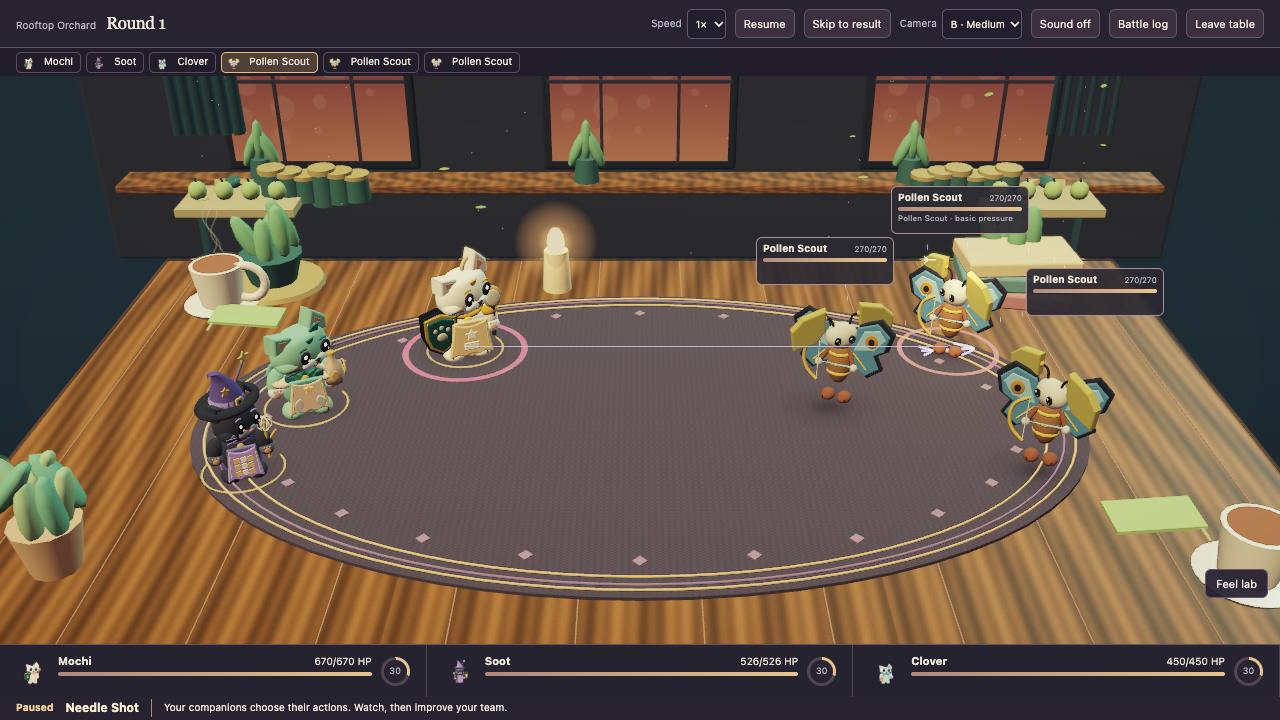 Rooftop Orchard Round 1 Speed 1x Resume Skip to result Camera B · Medium Sound off Battle log Leave table
Mochi Soot Clover Pollen Scout Pollen Scout Pollen Scout
Pollen Scout 270/270
Pollen Scout · basic pressure
Pollen Scout 270/270
Pollen Scout 270/270
Feel lab
Mochi 670/670 HP 30
Soot 526/526 HP 30
Clover 450/450 HP 30
Paused Needle Shot Your companions choose their actions. Watch, then improve your team.